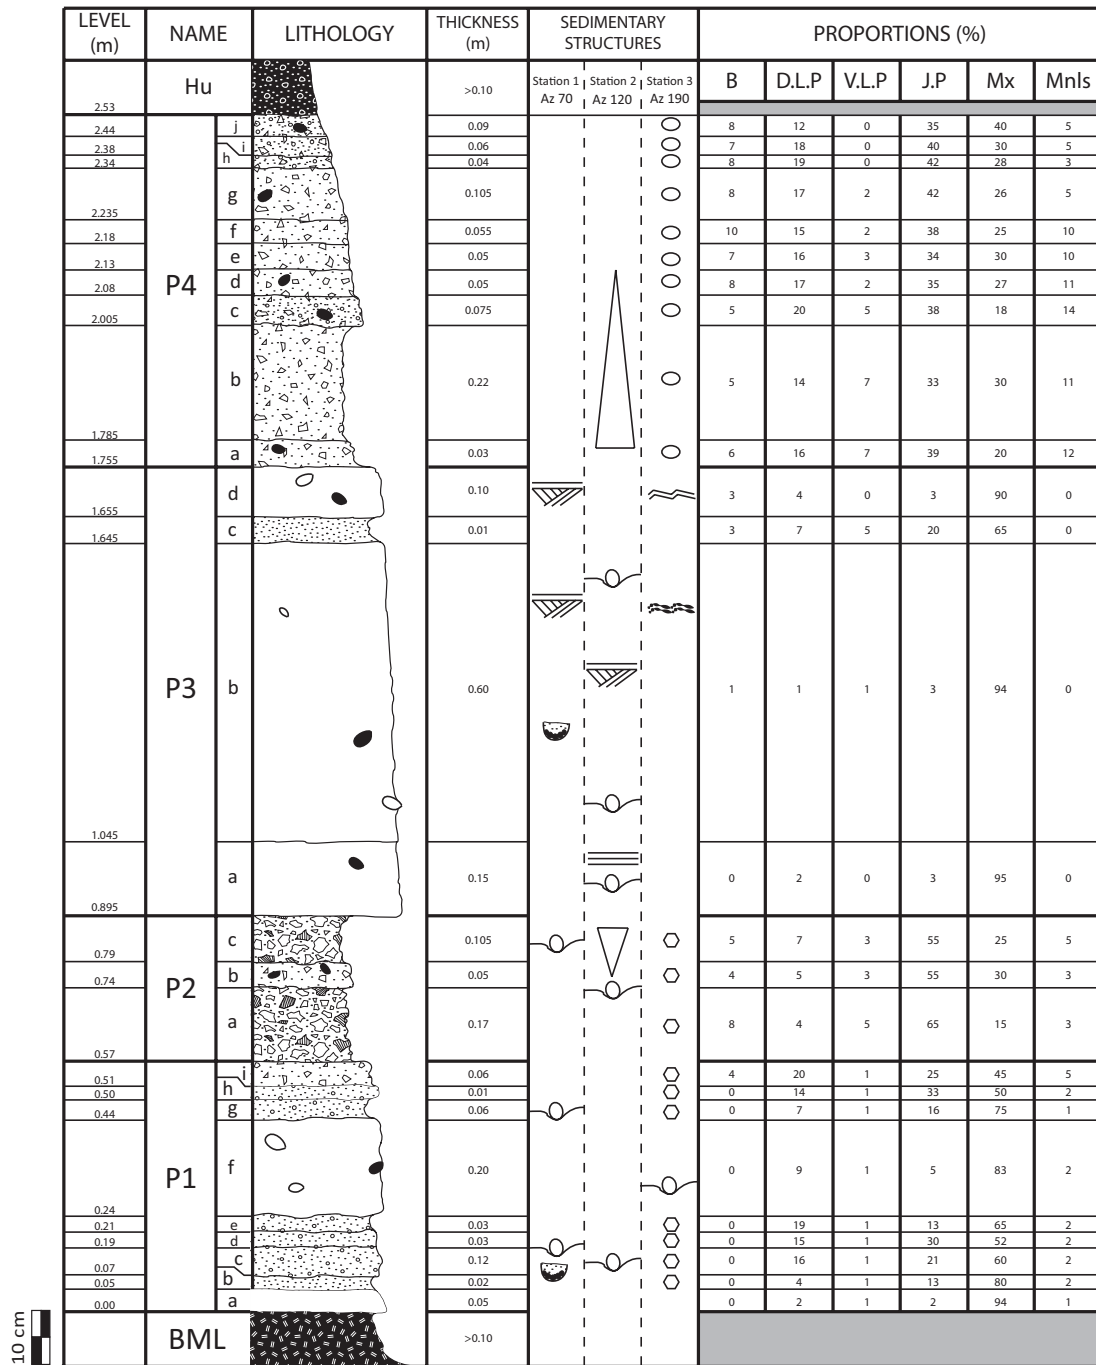 LEVEL (m) NAME LITHOLOGY THICKNESS (m) SEDIMENTARY STRUCTURES PROPORTIONS (%)
Hu >0.10 Station 1 Station 2 Station 3 B D.L.P V.L.P J.P Mx Mnls
2.53 Az 70 Az 120 Az 190
2.44 j 0.09 8 12 0 35 40 5
2.38 i 0.06 7 18 0 40 30 5
2.34 h 0.04 8 19 0 42 28 3
2.235 g 0.105 8 17 2 42 26 5
2.18 f 0.055 10 15 2 38 25 10
2.13 e 0.05 7 16 3 34 30 10
P4
2.08 d 0.05 8 17 2 35 27 11
2.005 c 0.075 5 20 5 38 18 14
1.785 b 0.22 5 14 7 33 30 11
1.755 a 0.03 6 16 7 39 20 12
1.655 d 0.10 3 4 0 3 90 0
1.645 c 0.01 3 7 5 20 65 0
P3
1.045 b 0.60 1 1 1 3 94 0
0.895 a 0.15 0 2 0 3 95 0
0.79 c 0.105 5 7 3 55 25 5
0.74 b 0.05 4 5 3 55 30 3
P2
0.57 a 0.17 8 4 5 65 15 3
0.51 i 0.06 4 20 1 25 45 5
0.50 h 0.01 0 14 1 33 50 2
0.44 g 0.06 0 7 1 16 75 1
P1
0.24 f 0.20 0 9 1 5 83 2
0.21 e 0.03 0 19 1 13 65 2
0.19 d 0.03 0 15 1 30 52 2
0.07 c 0.12 0 16 1 21 60 2
0.05 b 0.02 0 4 1 13 80 2
0.00 a 0.05 0 2 1 2 94 1
BML >0.10
10 cm